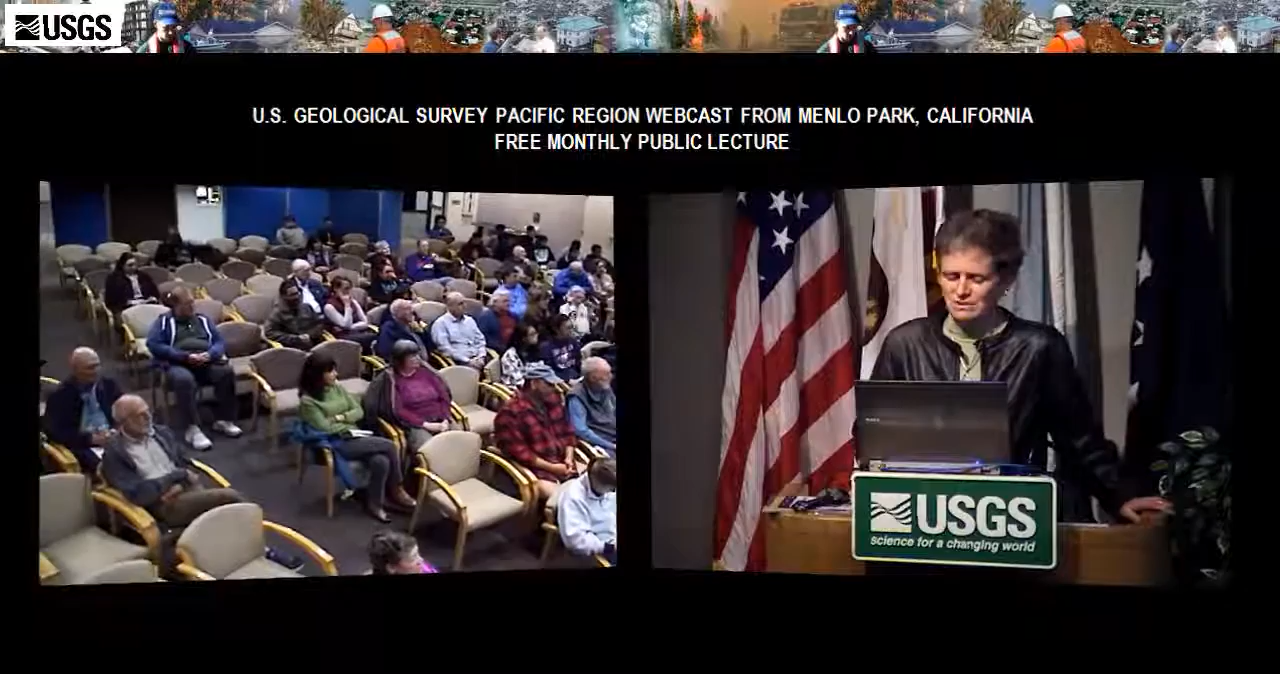 USGS
U.S. GEOLOGICAL SURVEY PACIFIC REGION WEBCAST FROM MENLO PARK, CALIFORNIA
FREE MONTHLY PUBLIC LECTURE
USGS
science for a changing world